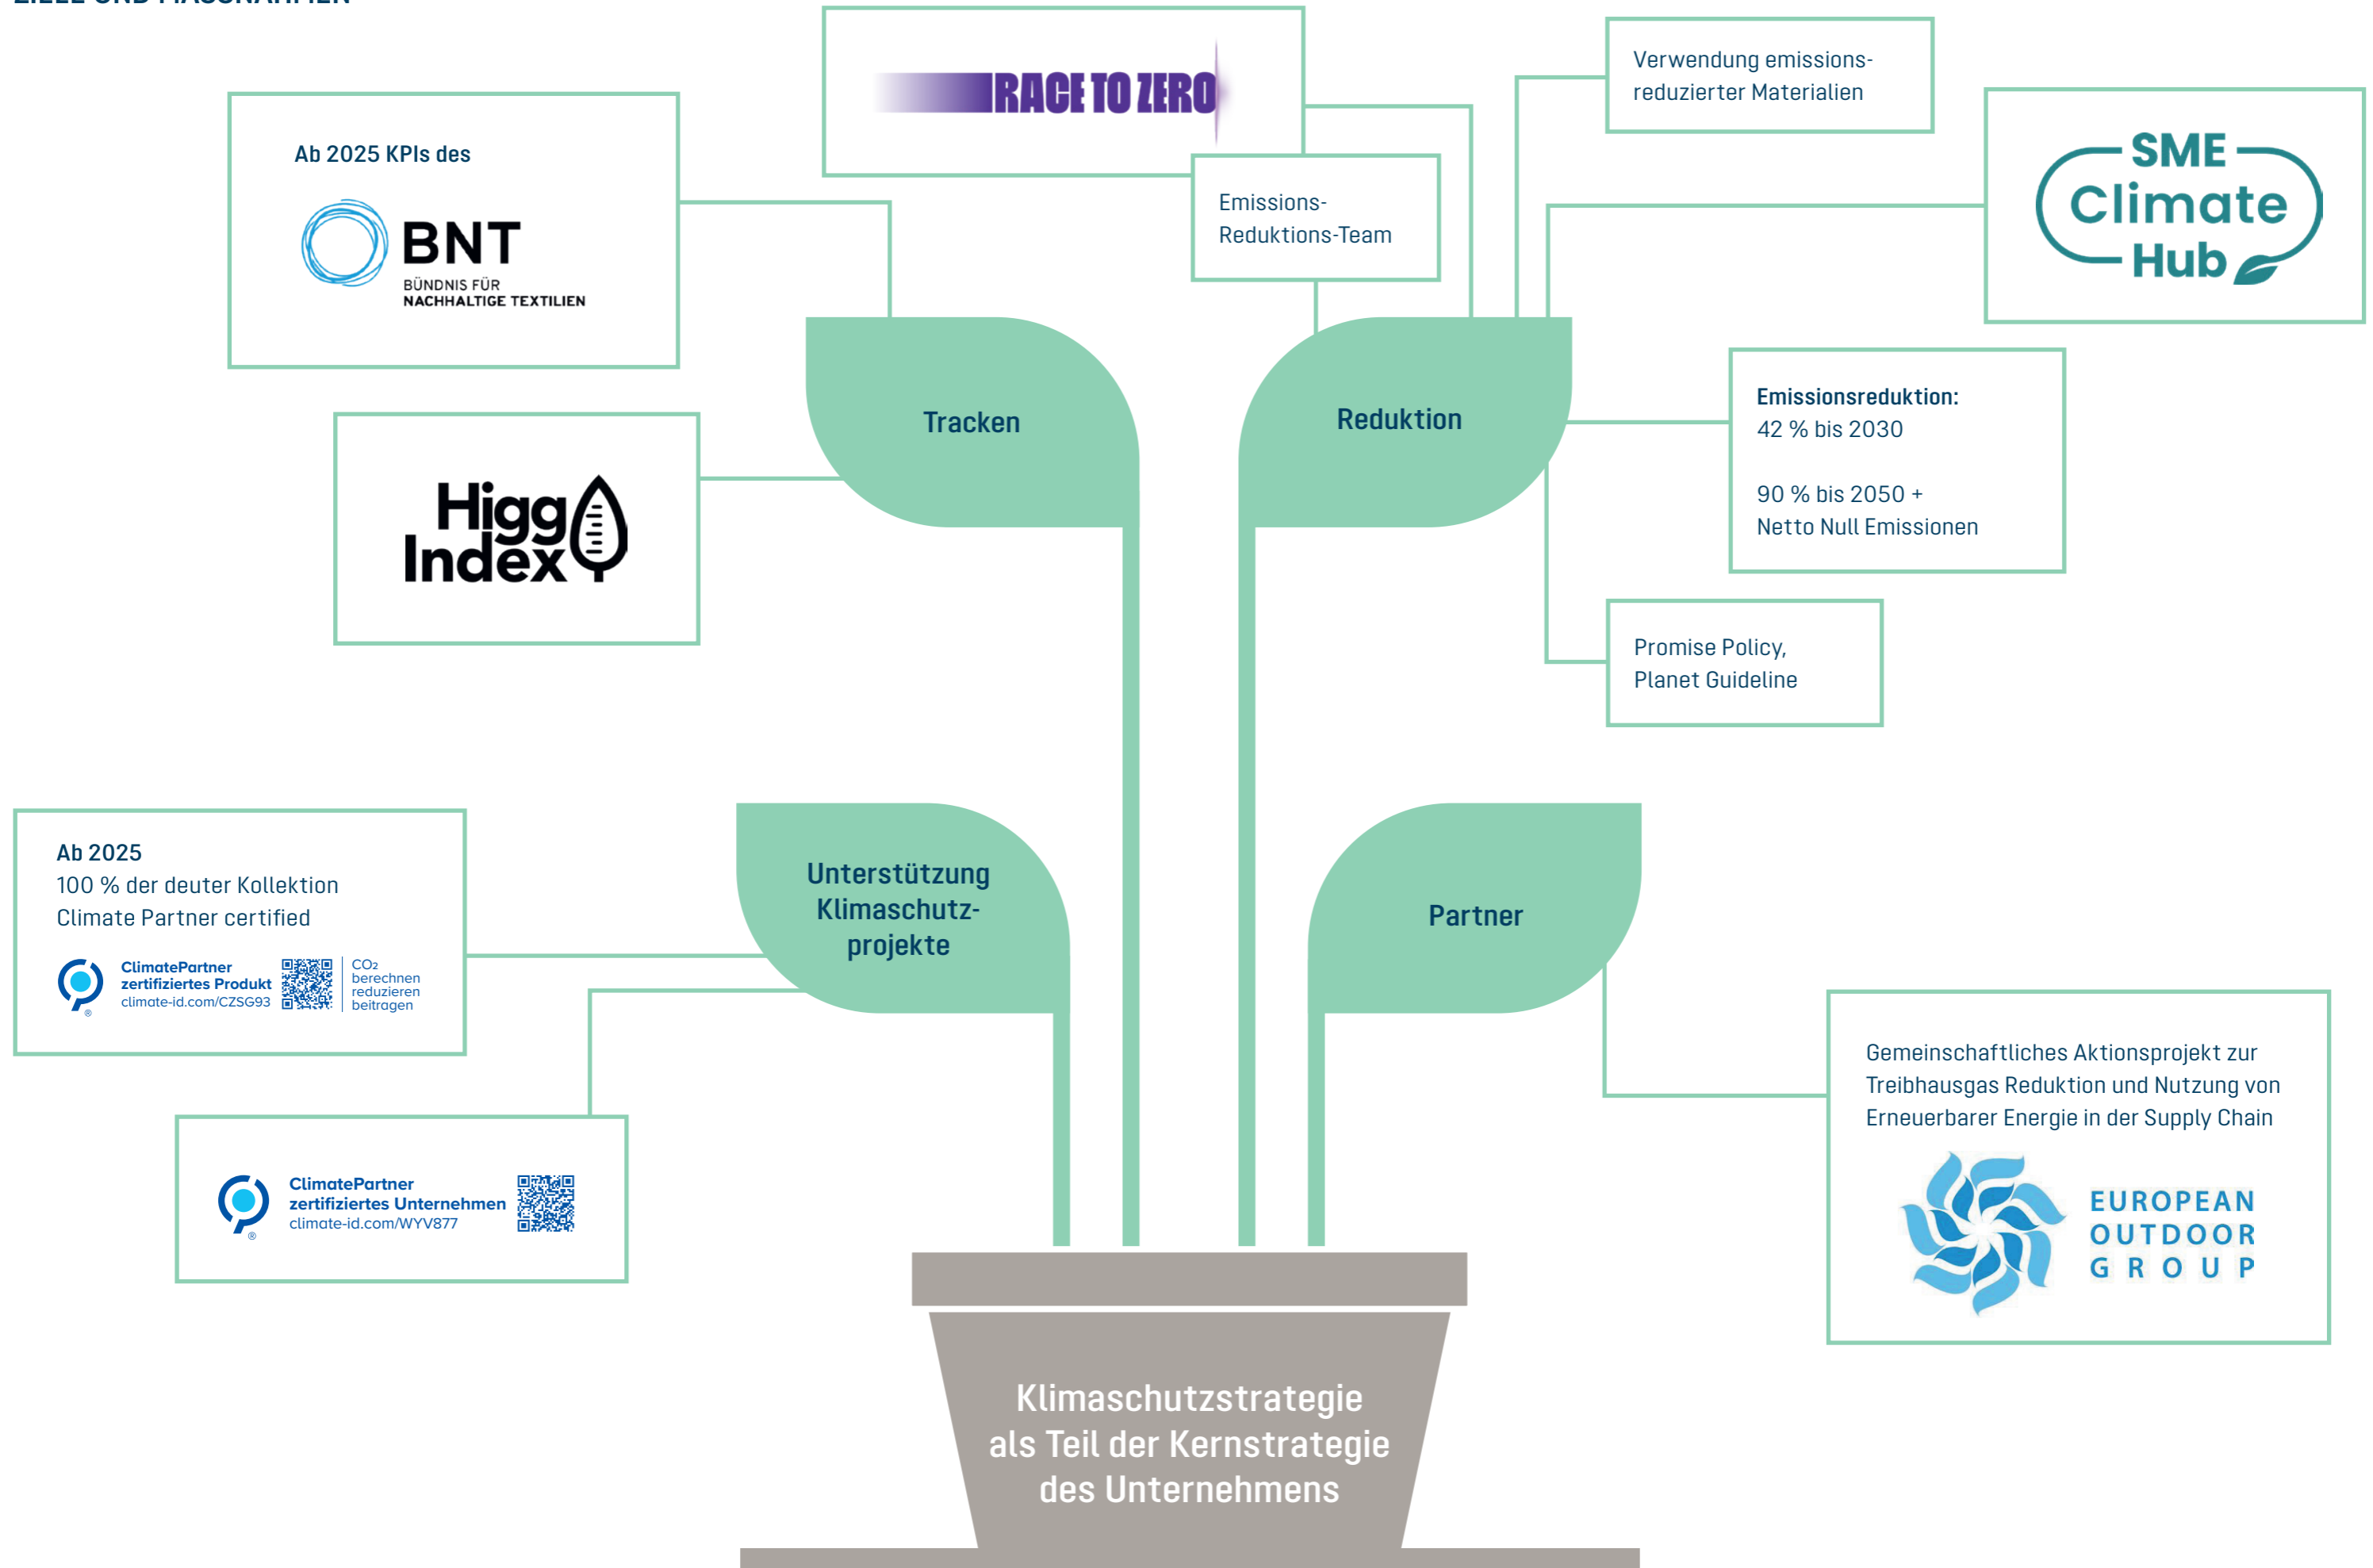 ZIELE UND MASSNAHMEN
RACE TO ZERO
Verwendung emissions-
reduzierter Materialien
Ab 2025 KPIs des
BNT
BÜNDNIS FÜR
NACHHALTIGE TEXTILIEN
Emissions-
Reduktions-Team
SME
Climate
Hub
Higg
Index
Tracken
Reduktion
Emissionsreduktion:
42 % bis 2030
90 % bis 2050 +
Netto Null Emissionen
Promise Policy,
Planet Guideline
Ab 2025
100 % der deuter Kollektion
Climate Partner certified
ClimatePartner
zertifiziertes Produkt
climate-id.com/CZSG93
®
CO₂
berechnen
reduzieren
beitragen
Unterstützung
Klimaschutz-
projekte
Partner
ClimatePartner
zertifiziertes Unternehmen
climate-id.com/WYV877
®
Gemeinschaftliches Aktionsprojekt zur
Treibhausgas Reduktion und Nutzung von
Erneuerbarer Energie in der Supply Chain
EUROPEAN
OUTDOOR
GROUP
Klimaschutzstrategie
als Teil der Kernstrategie
des Unternehmens